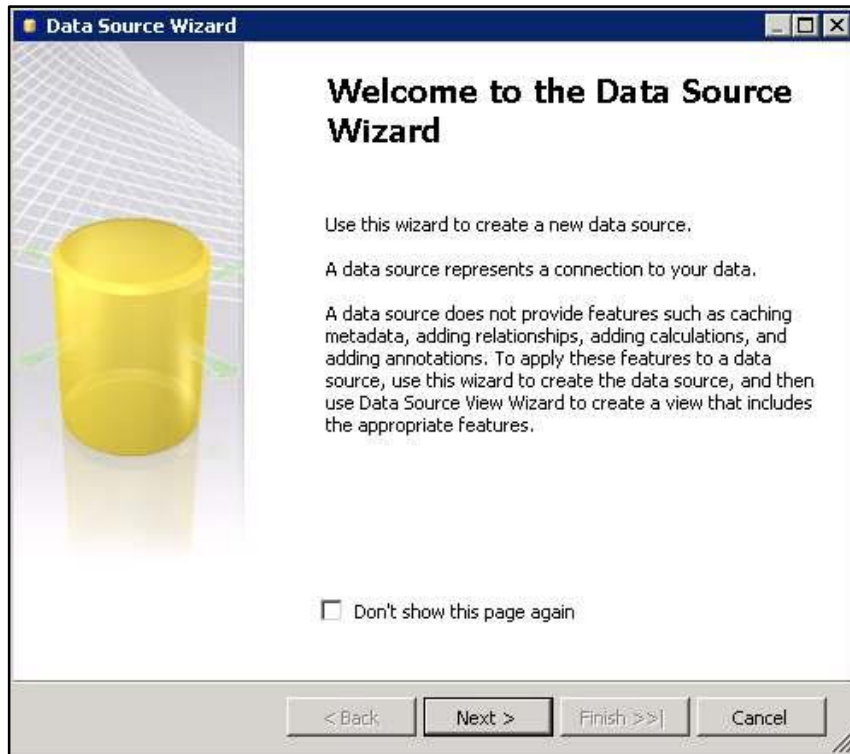 Data Source Wizard
Welcome to the Data Source
Wizard
Use this wizard to create a new data source.
A data source represents a connection to your data.
A data source does not provide features such as caching
metadata, adding relationships, adding calculations, and
adding annotations. To apply these features to a data
source, use this wizard to create the data source, and then
use Data Source View Wizard to create a view that includes
the appropriate features.
Don't show this page again
< Back Next > Finish >>| Cancel